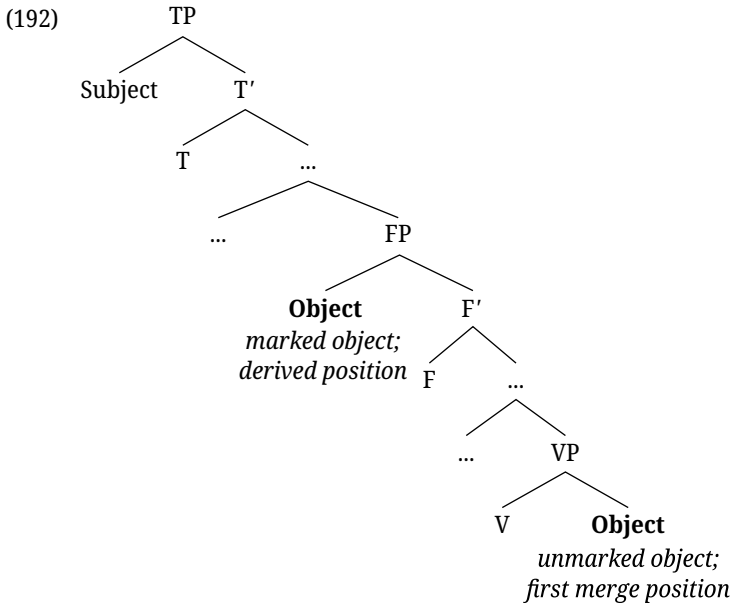 (192) TP
Subject T′
T ...
... FP
Object F′
marked object;
derived position F ...
... VP
V Object
unmarked object;
first merge position